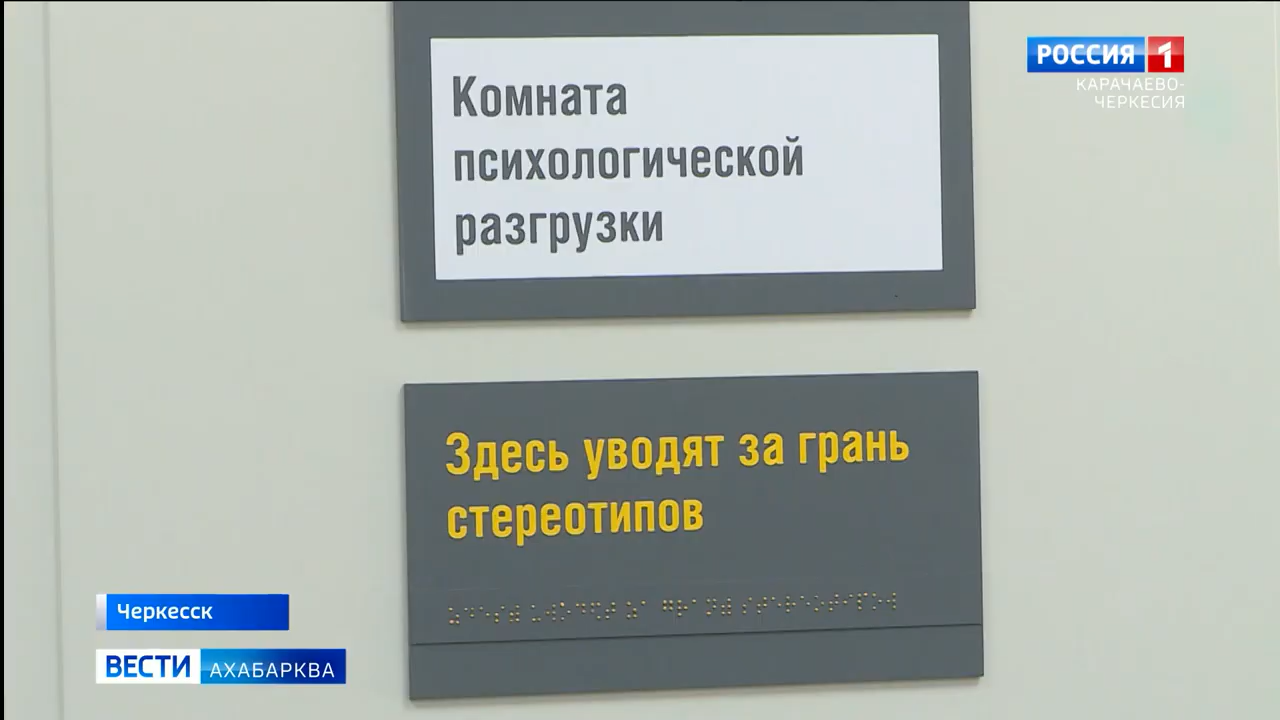 РОССИЯ 1
КАРАЧАЕВО-
ЧЕРКЕСИЯ
Комната
психологической
разгрузки
Здесь уводят за грань
стереотипов
Черкесск
ВЕСТИ АХАБАРКВА